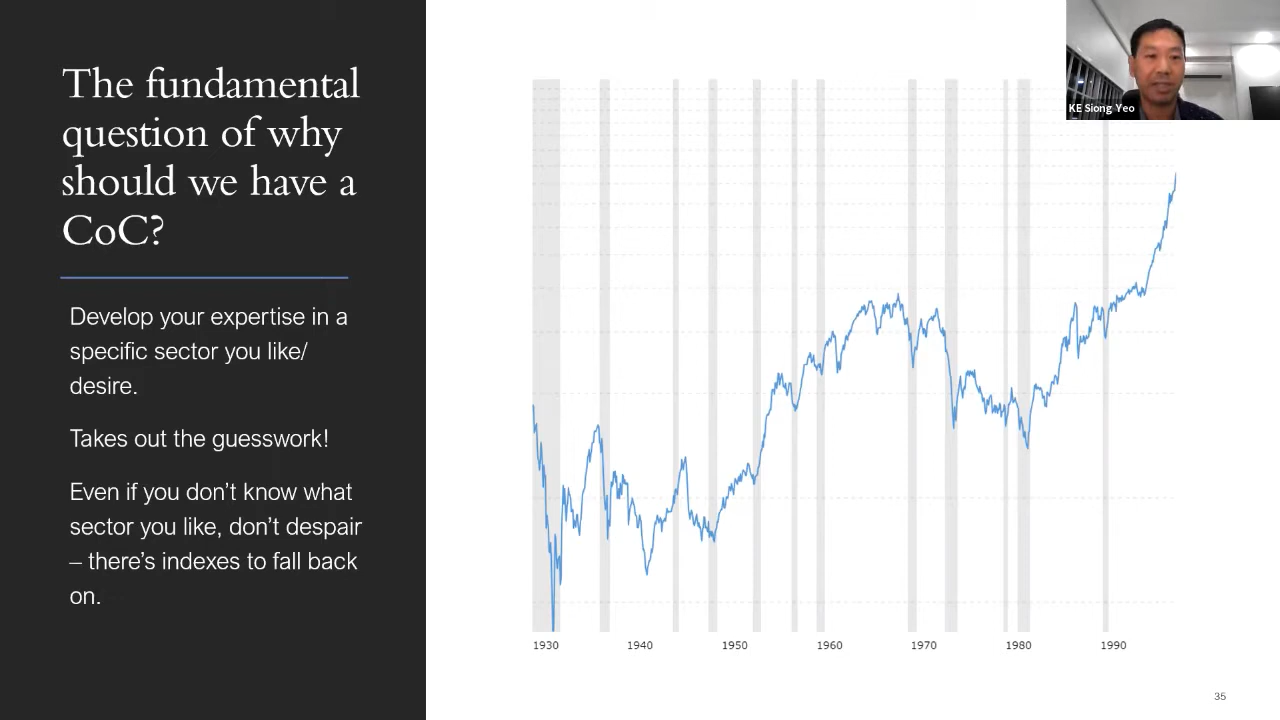 The fundamental
question of why
should we have a
CoC?
Develop your expertise in a
specific sector you like/
desire.
Takes out the guesswork!
Even if you don’t know what
sector you like, don’t despair
– there’s indexes to fall back
on.
KE Siong Yeo
1930 1940 1950 1960 1970 1980 1990
35